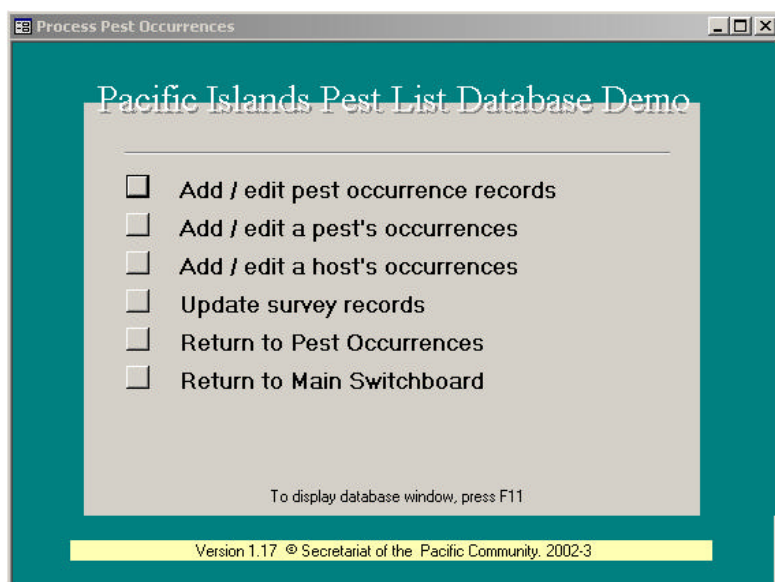 Process Pest Occurrences
Pacific Islands Pest List Database Demo
Add / edit pest occurrence records
Add / edit a pest's occurrences
Add / edit a host's occurrences
Update survey records
Return to Pest Occurrences
Return to Main Switchboard
To display database window, press F11
Version 1.17 © Secretariat of the Pacific Community. 2002-3